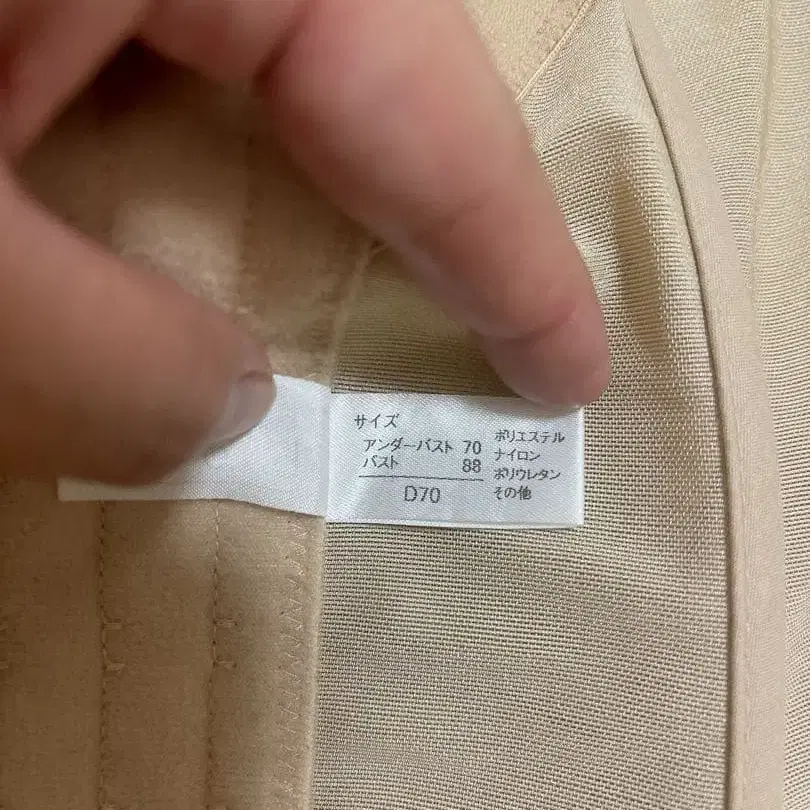 サイズ
アンダーバスト 70
バスト 88
D70
ポリエステル
ナイロン
ポリウレタン
その他